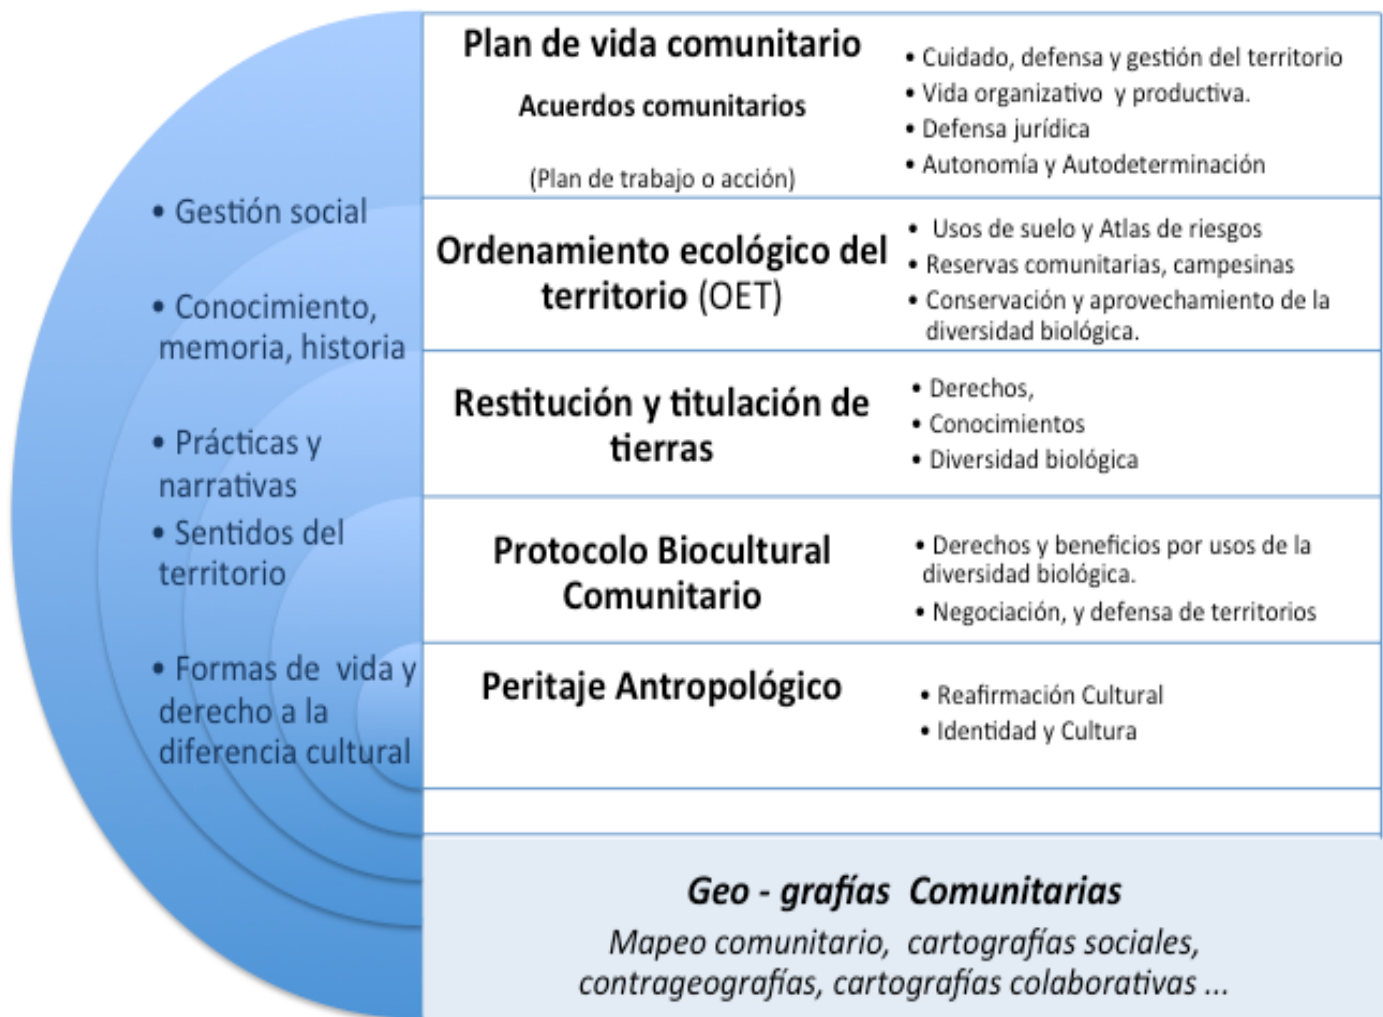 Plan de vida comunitario
Acuerdos comunitarios
(Plan de trabajo o acción)
• Cuidado, defensa y gestión del territorio
• Vida organizativo y productiva.
• Defensa jurídica
• Autonomía y Autodeterminación
• Gestión social
• Conocimiento,
memoria, historia
• Prácticas y
narrativas
• Sentidos del
territorio
• Formas de vida y
derecho a la
diferencia cultural
Ordenamiento ecológico del
territorio (OET)
• Usos de suelo y Atlas de riesgos
• Reservas comunitarias, campesinas
• Conservación y aprovechamiento de la
diversidad biológica.
Restitución y titulación de
tierras
• Derechos,
• Conocimientos
• Diversidad biológica
Protocolo Biocultural
Comunitario
• Derechos y beneficios por usos de la
diversidad biológica.
• Negociación, y defensa de territorios
Peritaje Antropológico
• Reafirmación Cultural
• Identidad y Cultura
Geo - grafías Comunitarias
Mapeo comunitario, cartografías sociales,
contrageografías, cartografías colaborativas ...